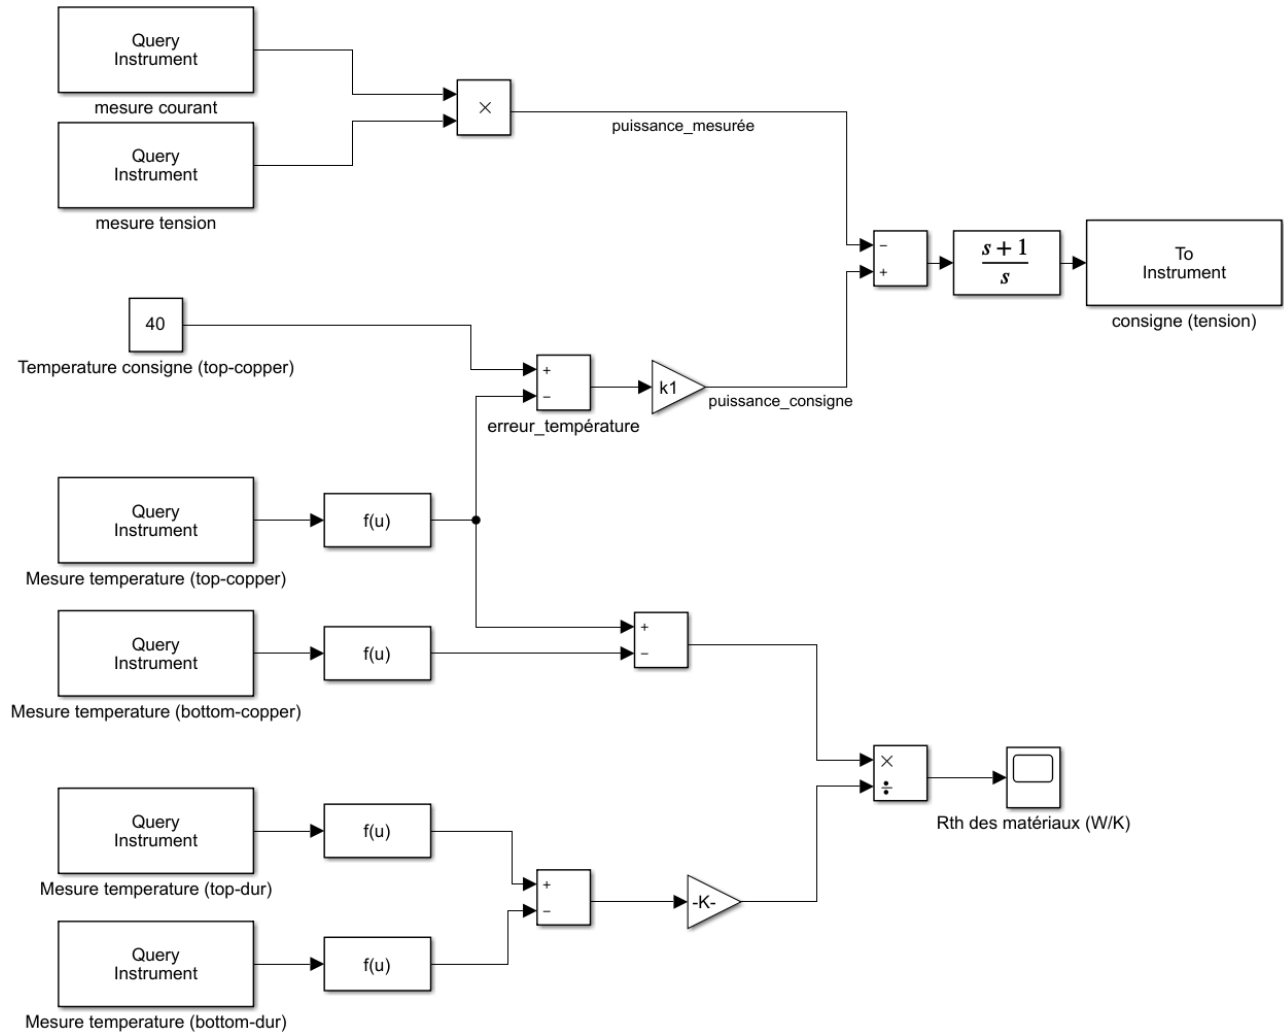 Query
Instrument
mesure courant
×
puissance_mesurée
Query
Instrument
mesure tension
−
+
s + 1
s
To
Instrument
consigne (tension)
40
Temperature consigne (top-copper)
+
−
erreur_température
k1
puissance_consigne
Query
Instrument
Mesure temperature (top-copper)
f(u)
Query
Instrument
Mesure temperature (bottom-copper)
f(u)
+
−
×
÷
Rth des matériaux (W/K)
Query
Instrument
Mesure temperature (top-dur)
f(u)
+
−
-K-
Query
Instrument
Mesure temperature (bottom-dur)
f(u)